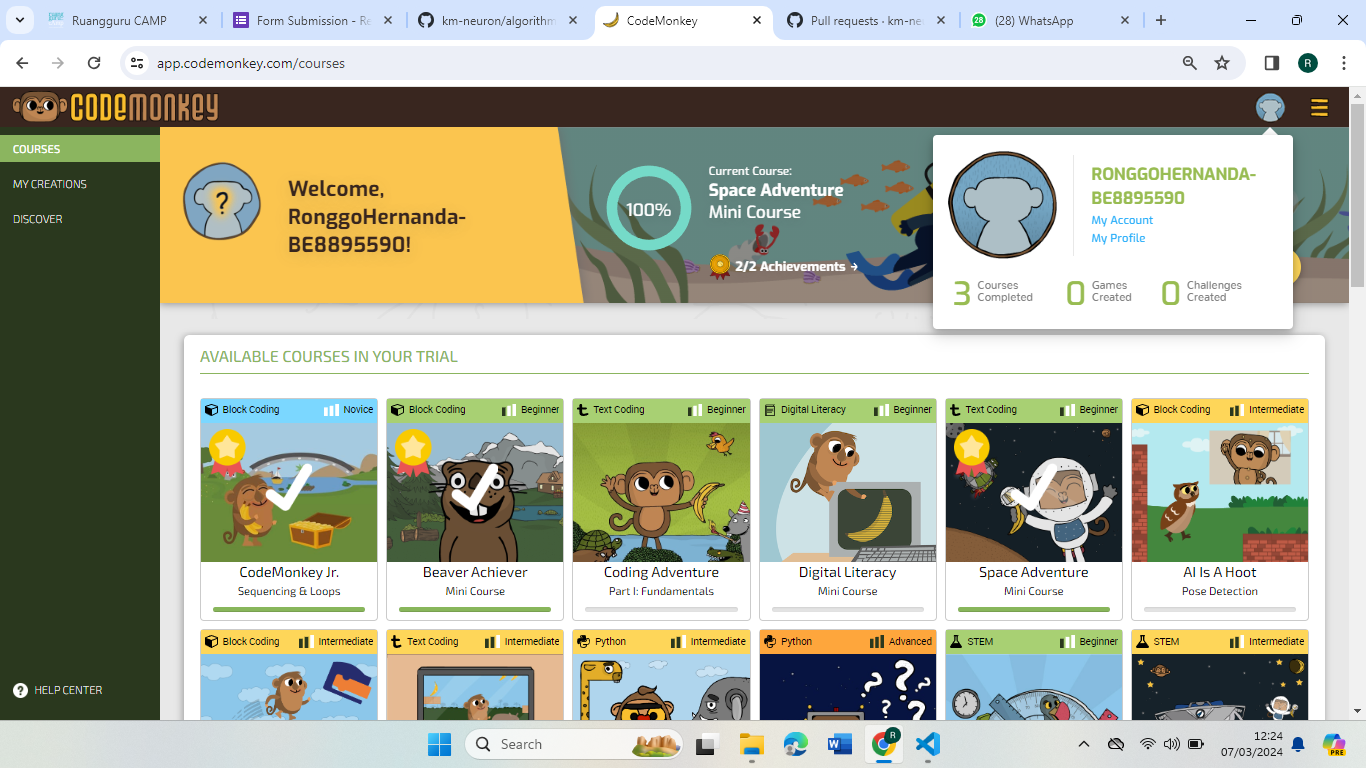 Ruangguru CAMP
Form Submission - Re
km-neuron/algorithm
CodeMonkey
Pull requests · km-neu
28
(28) WhatsApp
app.codemonkey.com/courses
R
CODEMONKEY
COURSES
MY CREATIONS
DISCOVER
HELP CENTER
?
Welcome,
RonggoHernanda-
BE8895590!
100%
Current Course:
Space Adventure
Mini Course
2/2 Achievements →
RONGGOHERNANDA-
BE8895590
My Account
My Profile
3 Courses Completed
0 Games Created
0 Challenges Created
AVAILABLE COURSES IN YOUR TRIAL
Block Coding Novice
CodeMonkey Jr.
Sequencing & Loops
Block Coding Beginner
Beaver Achiever
Mini Course
Text Coding Beginner
Coding Adventure
Part I: Fundamentals
Digital Literacy Beginner
Digital Literacy
Mini Course
Text Coding Beginner
Space Adventure
Mini Course
Block Coding Intermediate
AI Is A Hoot
Pose Detection
Block Coding Intermediate
Text Coding Intermediate
Python Intermediate
Python Advanced
? ? ? ?
STEM Beginner
STEM Intermediate
Search
R
12:24
07/03/2024
PRE